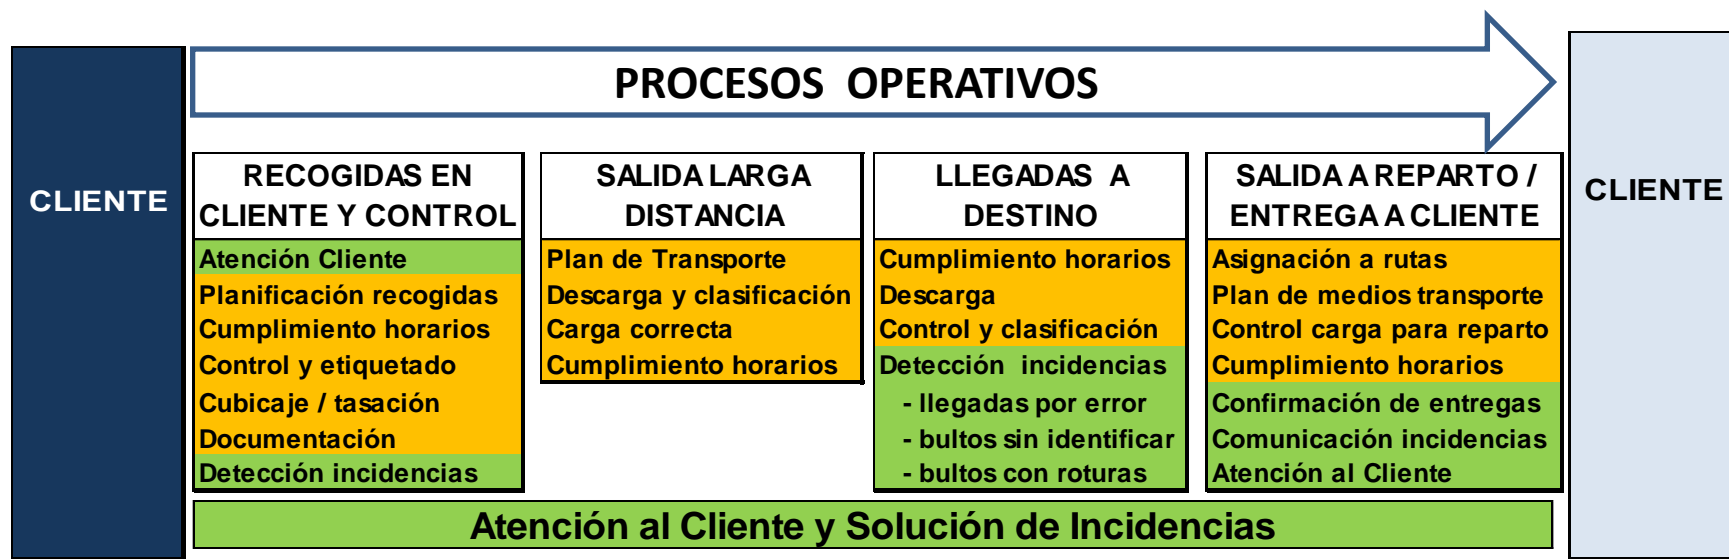 PROCESOS OPERATIVOS
CLIENTE
RECOGIDAS EN
CLIENTE Y CONTROL
Atención Cliente
Planificación recogidas
Cumplimiento horarios
Control y etiquetado
Cubicaje / tasación
Documentación
Detección incidencias
SALIDA LARGA
DISTANCIA
Plan de Transporte
Descarga y clasificación
Carga correcta
Cumplimiento horarios
LLEGADAS A
DESTINO
Cumplimiento horarios
Descarga
Control y clasificación
Detección incidencias
- llegadas por error
- bultos sin identificar
- bultos con roturas
SALIDA A REPARTO /
ENTREGA A CLIENTE
Asignación a rutas
Plan de medios transporte
Control carga para reparto
Cumplimiento horarios
Confirmación de entregas
Comunicación incidencias
Atención al Cliente
CLIENTE
Atención al Cliente y Solución de Incidencias